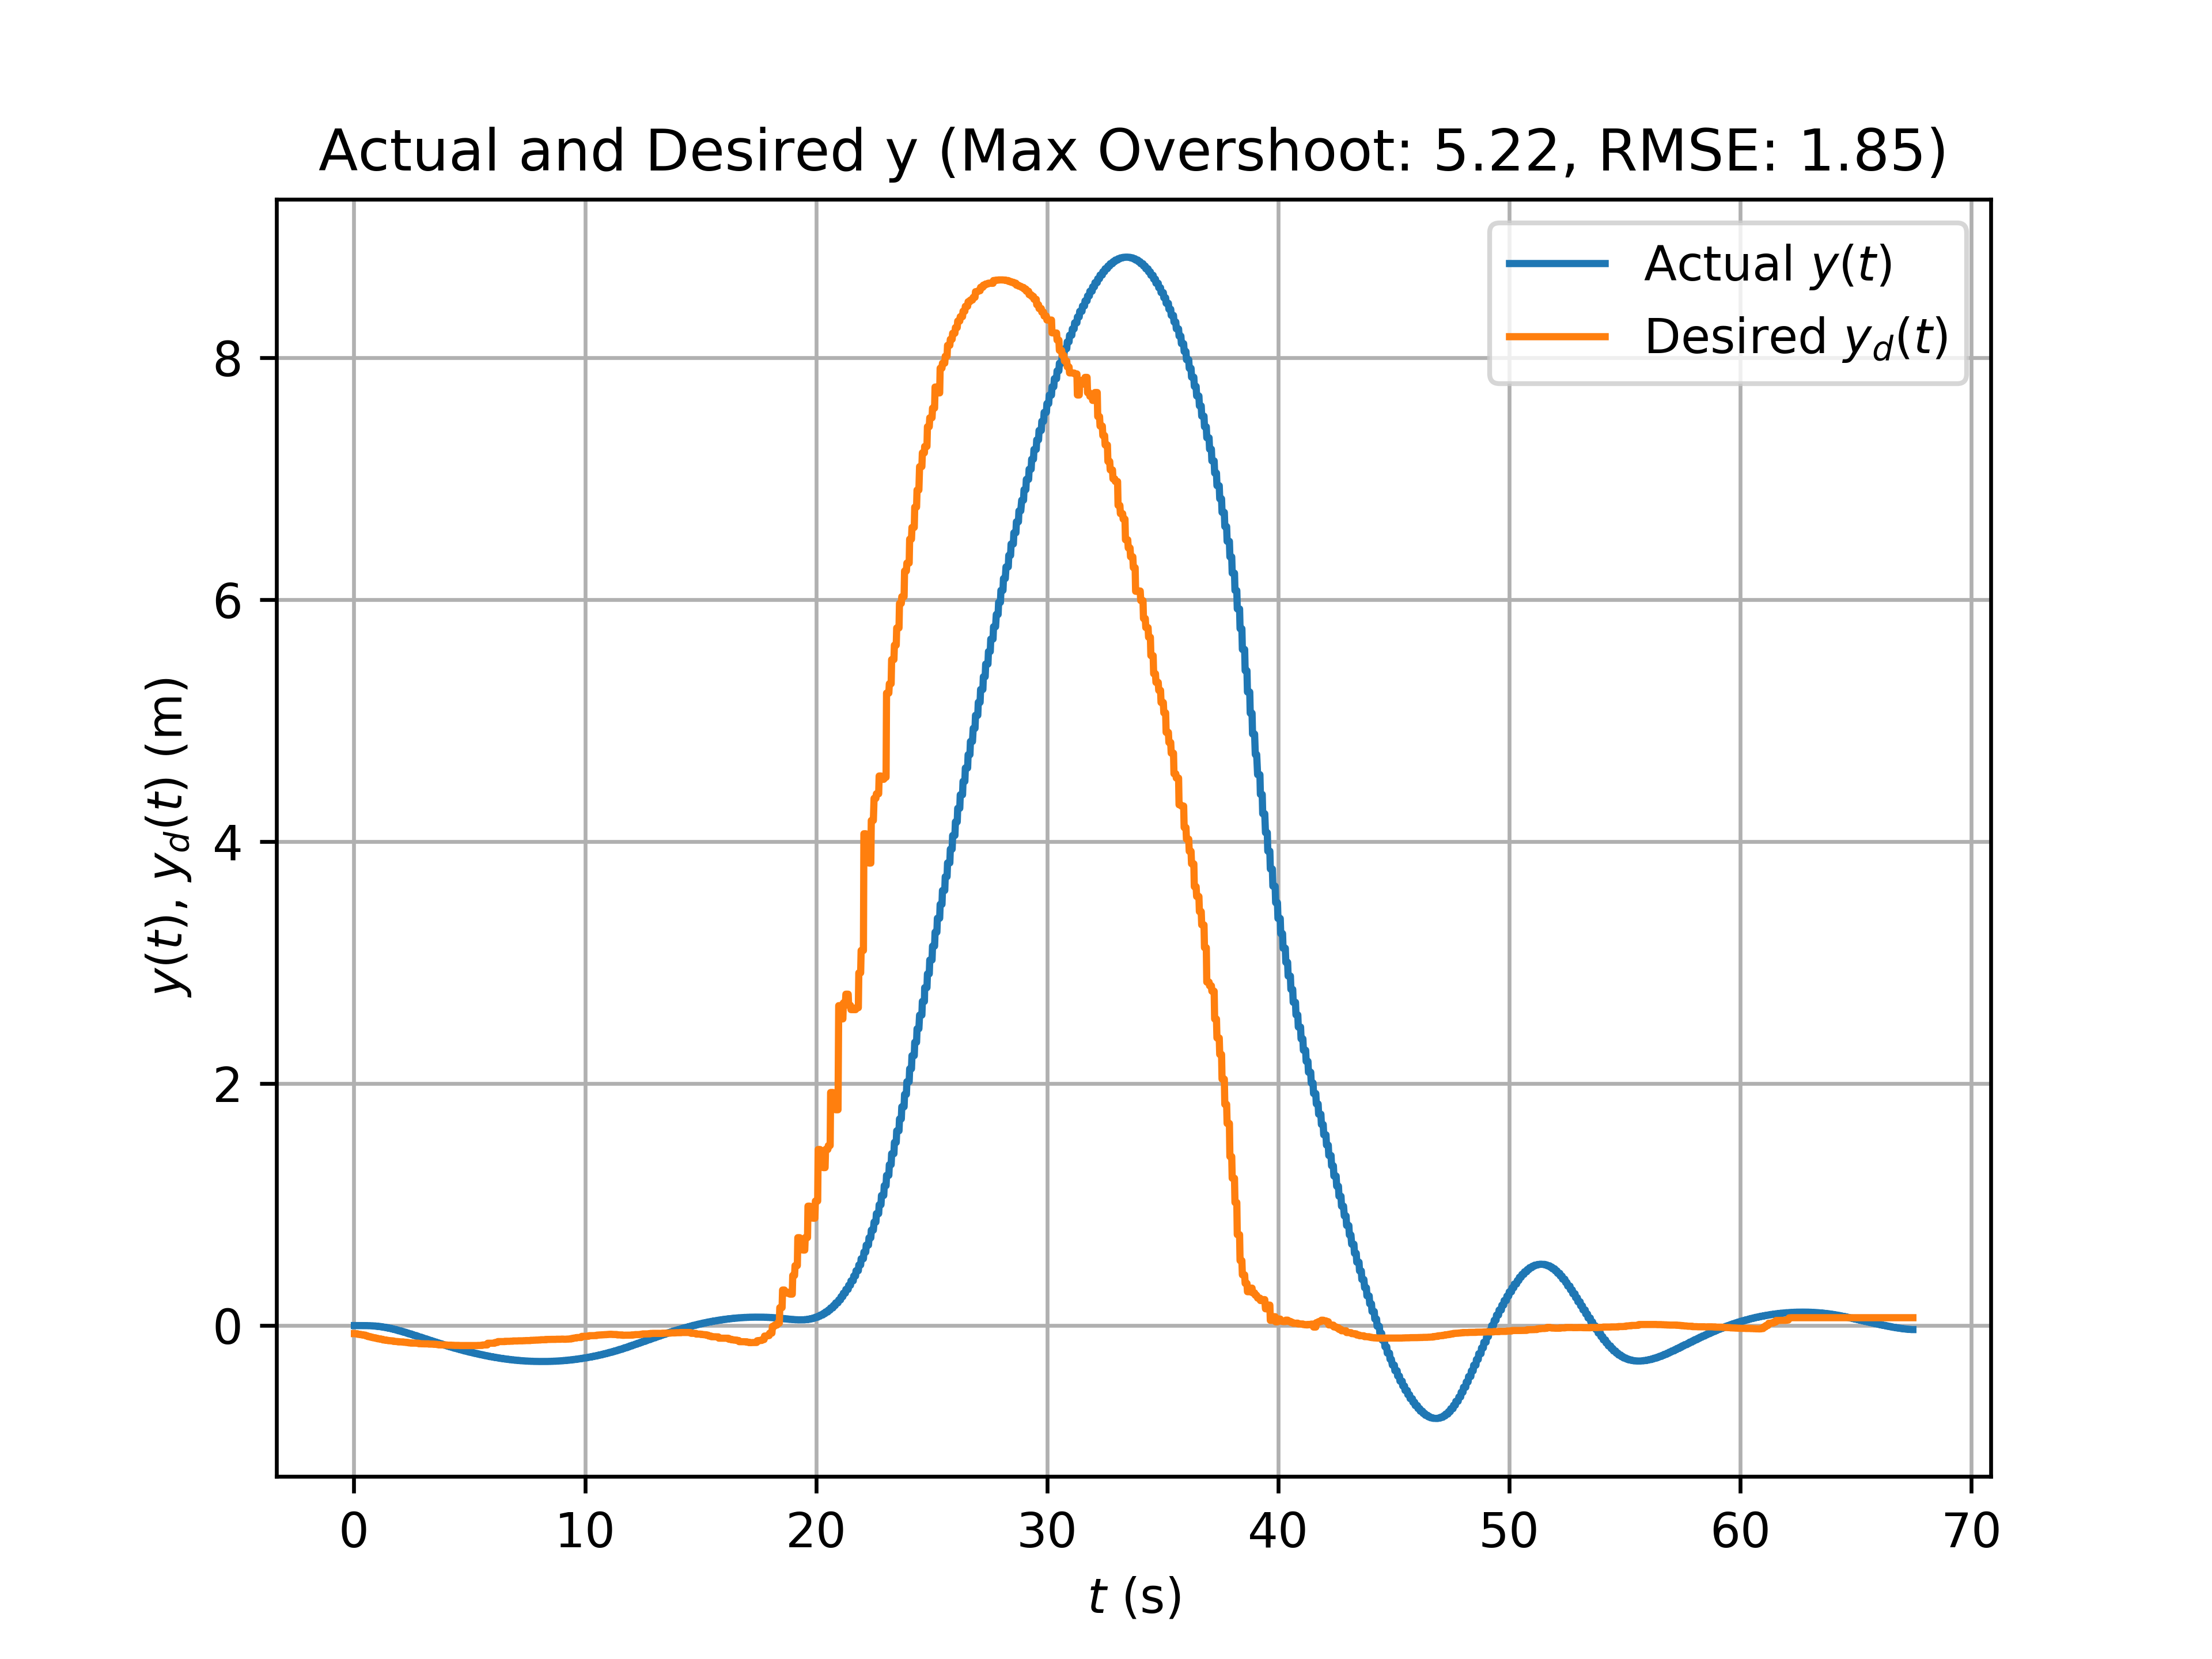 Actual and Desired y (Max Overshoot: 5.22, RMSE: 1.85)
Actual y(t)
Desired y_d(t)
y(t), y_d(t) (m)
8
6
4
2
0
0 10 20 30 40 50 60 70
t (s)